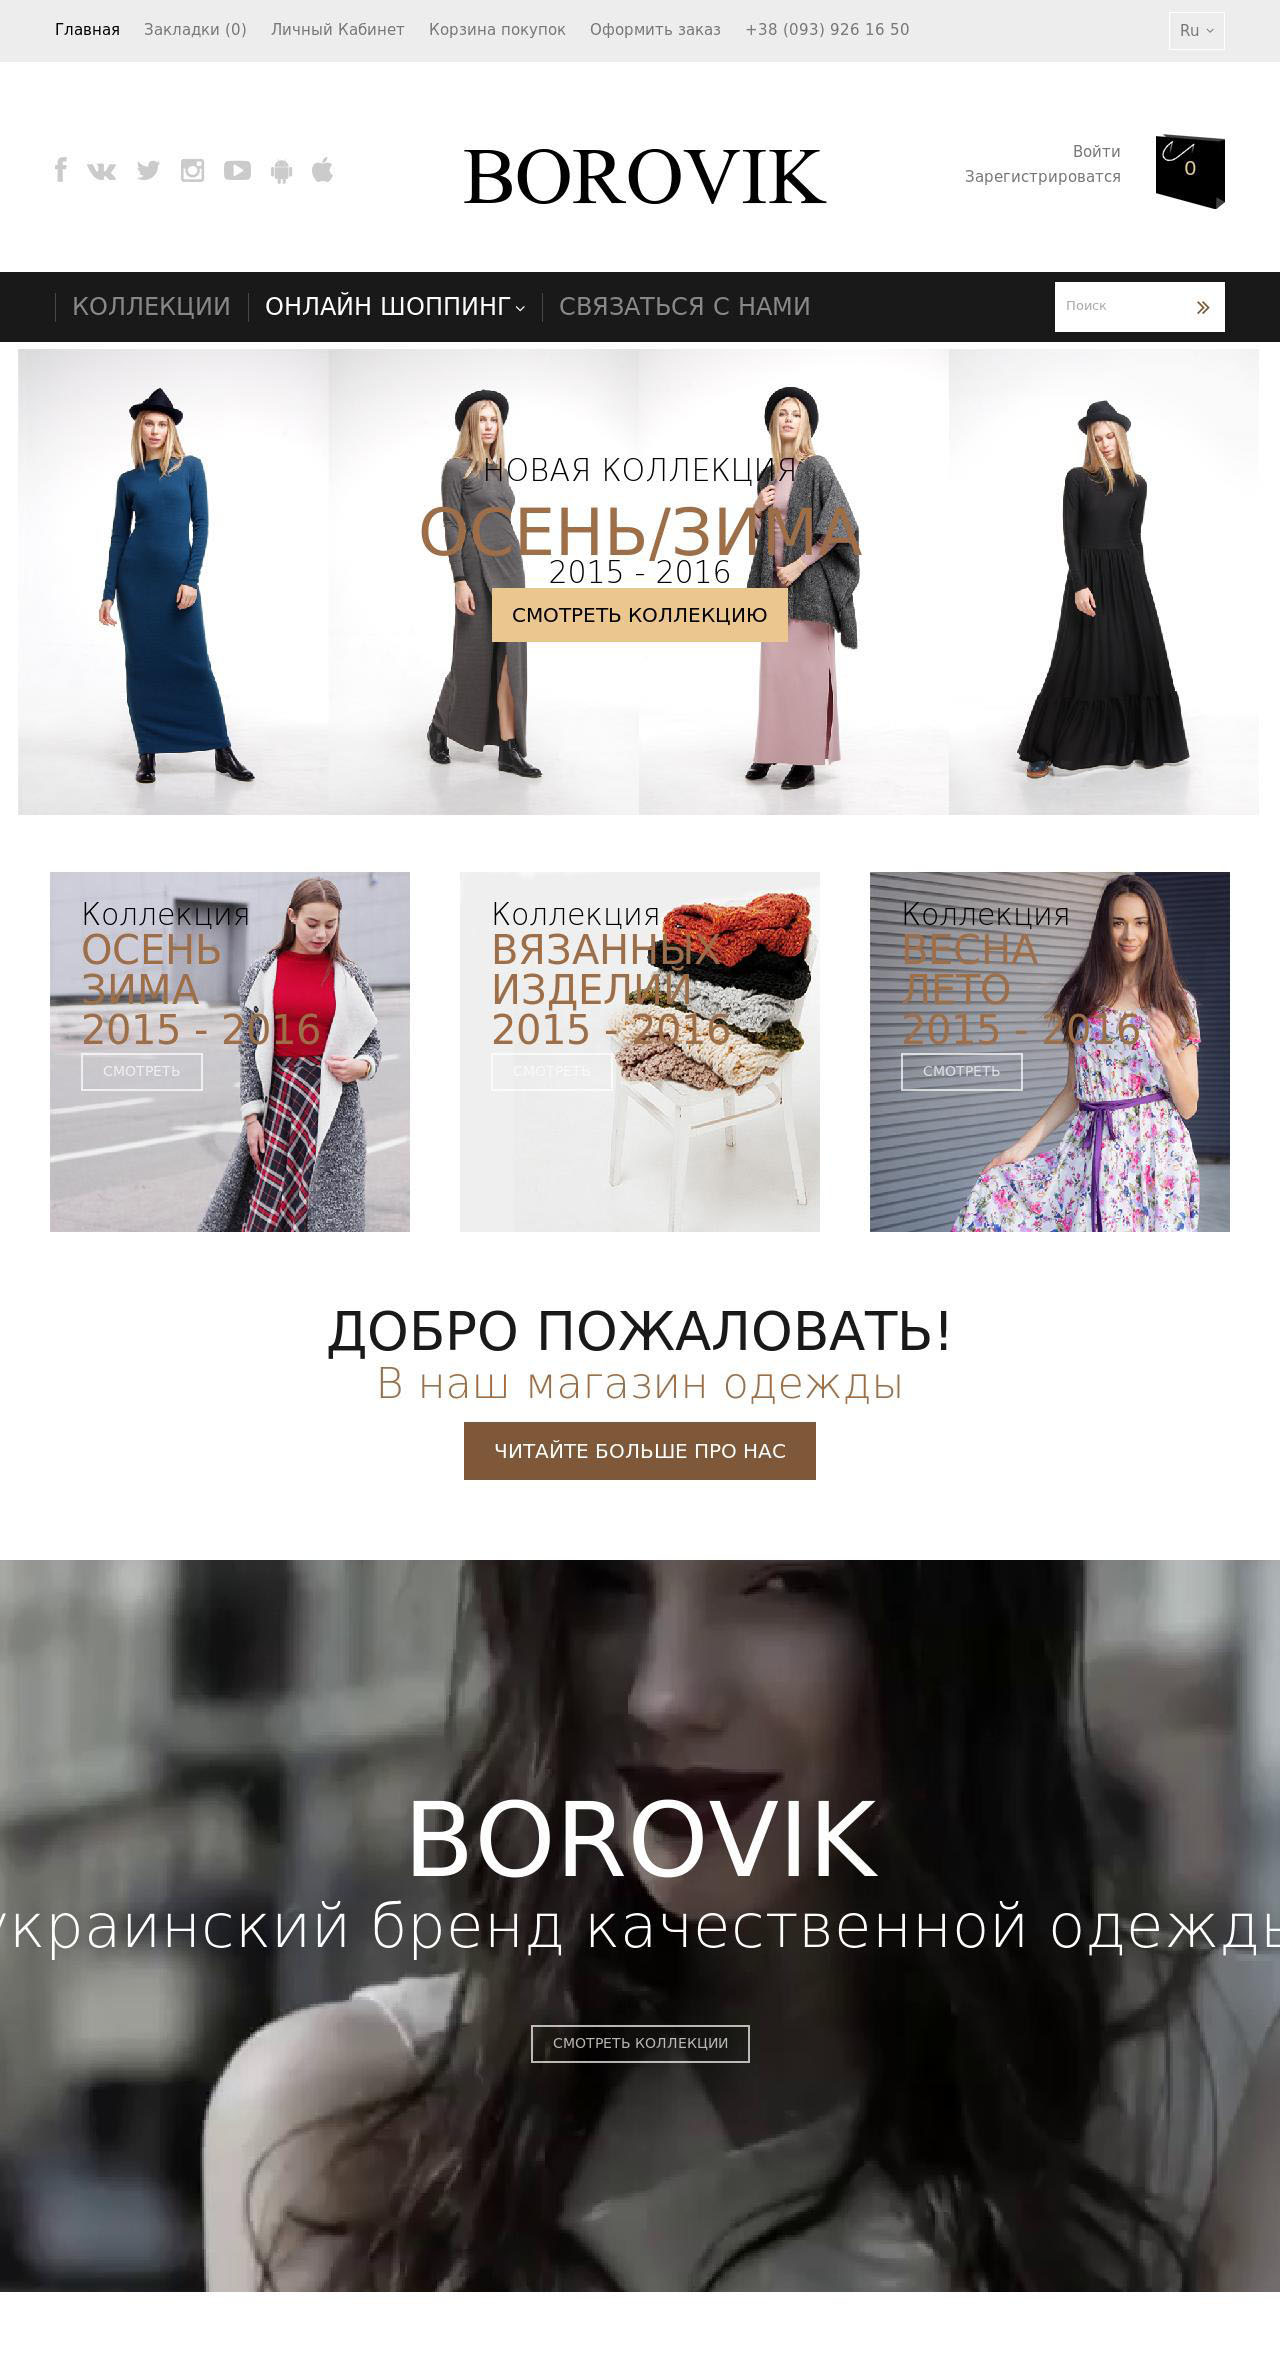 Главная Закладки (0) Личный Кабинет Корзина покупок Оформить заказ +38 (093) 926 16 50 Ru
BOROVIK
Войти
Зарегистрироватся
0
КОЛЛЕКЦИИ ОНЛАЙН ШОППИНГ СВЯЗАТЬСЯ С НАМИ Поиск
НОВАЯ КОЛЛЕКЦИЯ
ОСЕНЬ/ЗИМА
2015 - 2016
СМОТРЕТЬ КОЛЛЕКЦИЮ
Коллекция
ОСЕНЬ
ЗИМА
2015 - 2016
СМОТРЕТЬ
Коллекция
ВЯЗАННЫХ
ИЗДЕЛИЙ
2015 - 2016
СМОТРЕТЬ
Коллекция
ВЕСНА
ЛЕТО
2015 - 2016
СМОТРЕТЬ
ДОБРО ПОЖАЛОВАТЬ!
В наш магазин одежды
ЧИТАЙТЕ БОЛЬШЕ ПРО НАС
BOROVIK
украинский бренд качественной одежды
СМОТРЕТЬ КОЛЛЕКЦИИ